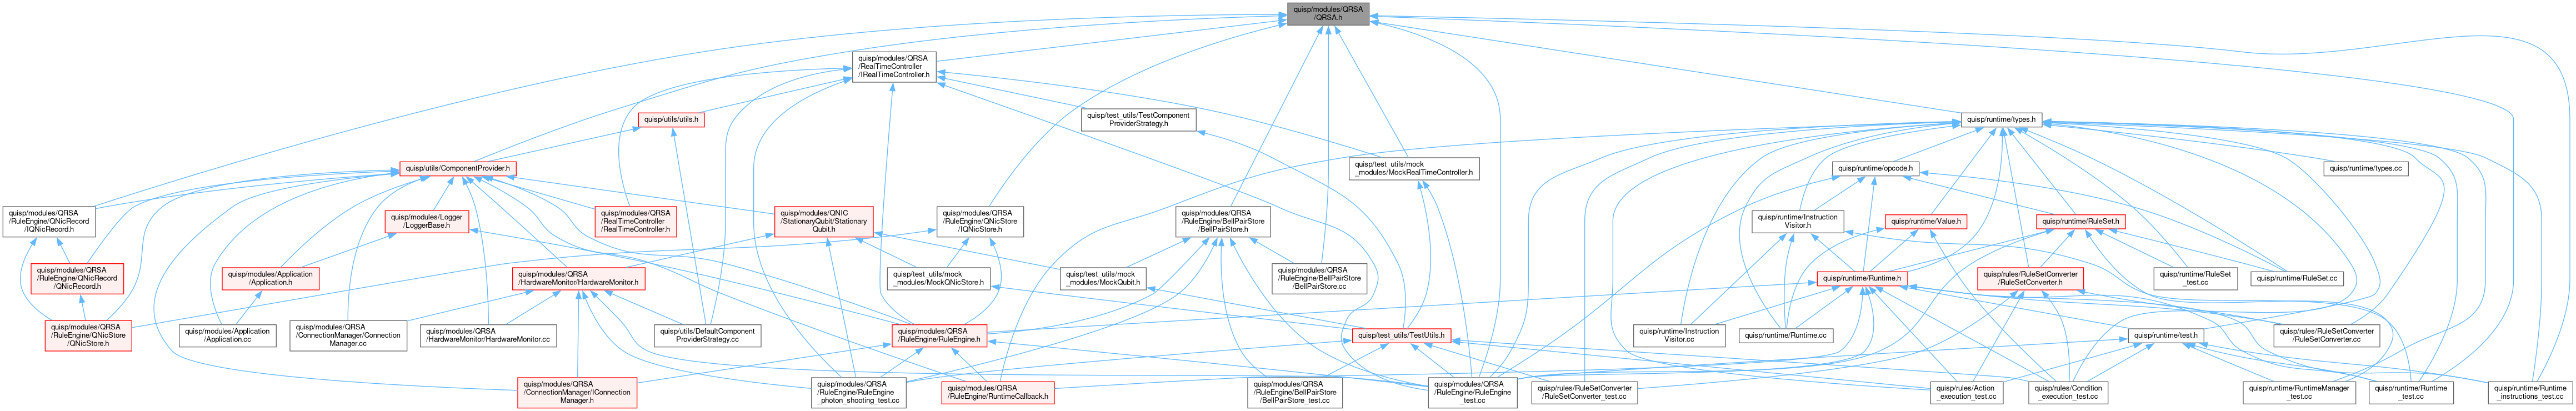 quisp/modules/QRSA
/QRSA.h
quisp/modules/QRSA
/RealTimeController
/IRealTimeController.h
quisp/utils/utils.h
quisp/test_utils/TestComponent
ProviderStrategy.h
quisp/runtime/types.h
quisp/utils/ComponentProvider.h
quisp/test_utils/mock
_modules/MockRealTimeController.h
quisp/runtime/opcode.h
quisp/runtime/types.cc
quisp/modules/QRSA
/RuleEngine/QNicRecord
/IQNicRecord.h
quisp/modules/Logger
/LoggerBase.h
quisp/modules/QRSA
/RealTimeController
/RealTimeController.h
quisp/modules/QNIC
/StationaryQubit/Stationary
Qubit.h
quisp/modules/QRSA
/RuleEngine/QNicStore
/IQNicStore.h
quisp/modules/QRSA
/RuleEngine/BellPairStore
/BellPairStore.h
quisp/runtime/Instruction
Visitor.h
quisp/runtime/Value.h
quisp/runtime/RuleSet.h
quisp/modules/QRSA
/RuleEngine/QNicRecord
/QNicRecord.h
quisp/modules/Application
/Application.h
quisp/modules/QRSA
/HardwareMonitor/HardwareMonitor.h
quisp/test_utils/mock
_modules/MockQNicStore.h
quisp/test_utils/mock
_modules/MockQubit.h
quisp/modules/QRSA
/RuleEngine/BellPairStore
/BellPairStore.cc
quisp/runtime/Runtime.h
quisp/rules/RuleSetConverter
/RuleSetConverter.h
quisp/runtime/RuleSet
_test.cc
quisp/runtime/RuleSet.cc
quisp/modules/QRSA
/RuleEngine/QNicStore
/QNicStore.h
quisp/modules/Application
/Application.cc
quisp/modules/QRSA
/ConnectionManager/Connection
Manager.cc
quisp/modules/QRSA
/HardwareMonitor/HardwareMonitor.cc
quisp/utils/DefaultComponent
ProviderStrategy.cc
quisp/modules/QRSA
/RuleEngine/RuleEngine.h
quisp/test_utils/TestUtils.h
quisp/runtime/Instruction
Visitor.cc
quisp/runtime/Runtime.cc
quisp/runtime/test.h
quisp/rules/RuleSetConverter
/RuleSetConverter.cc
quisp/modules/QRSA
/ConnectionManager/IConnection
Manager.h
quisp/modules/QRSA
/RuleEngine/RuleEngine
_photon_shooting_test.cc
quisp/modules/QRSA
/RuleEngine/RuntimeCallback.h
quisp/modules/QRSA
/RuleEngine/BellPairStore
/BellPairStore_test.cc
quisp/modules/QRSA
/RuleEngine/RuleEngine
_test.cc
quisp/rules/RuleSetConverter
/RuleSetConverter_test.cc
quisp/rules/Action
_execution_test.cc
quisp/rules/Condition
_execution_test.cc
quisp/runtime/RuntimeManager
_test.cc
quisp/runtime/Runtime
_test.cc
quisp/runtime/Runtime
_instructions_test.cc